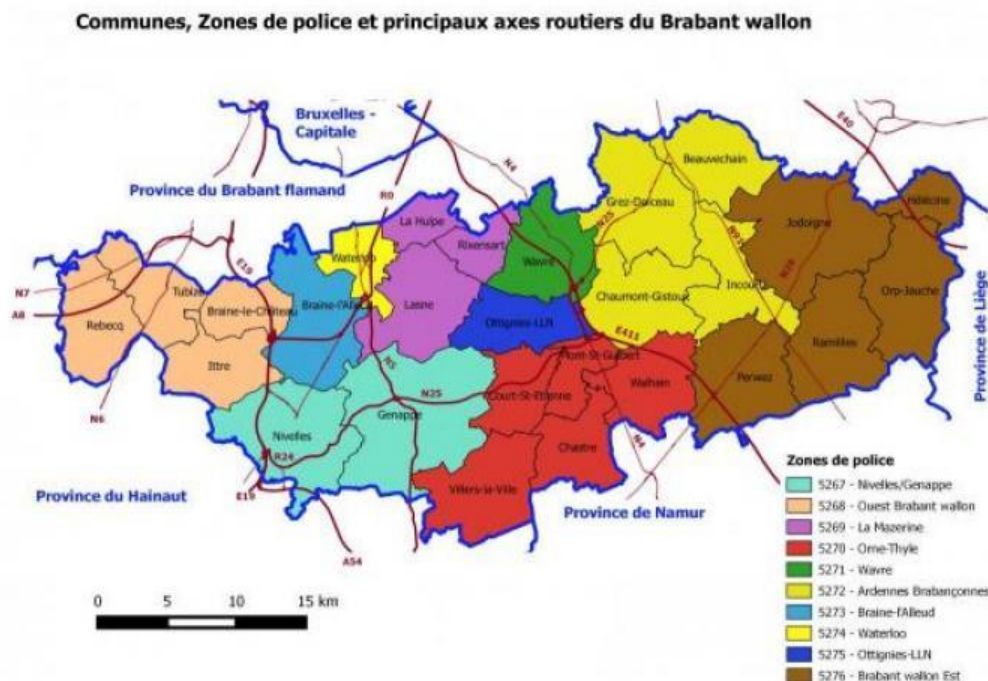 Communes, Zones de police et principaux axes routiers du Brabant wallon
Bruxelles -
Capitale
E40
N4
Beauvechain
Province du Brabant flamand
R0
Grez-Doiceau
Hélécine
La Hulpe
N25
Jodoigne
Rixensart
Waterloo
Wavre
E19
N29
N7
Tubize
Incourt
Orp-Jauche
Braine-l'Alleud
Chaumont-Gistoux
Lasne
Braine-le-Château
A8
Rebecq
Ottignies-LLN
E411
Ramillies
Province de Liège
Ittre
Mont-St-Guibert
N5
Walhain
Perwez
N6
N25
Court-St-Etienne
Genappe
Nivelles
N4
Chastre
R24
Villers-la-Ville
E19
Province du Hainaut
Province de Namur
A54
Zones de police
5267 - Nivelles/Genappe
5268 - Ouest Brabant wallon
5269 - La Mazerine
5270 - Orne-Thyle
5271 - Wavre
5272 - Ardennes Brabançonnes
5273 - Braine-l'Alleud
5274 - Waterloo
5275 - Ottignies-LLN
5276 - Brabant wallon Est
0 5 10 15 km